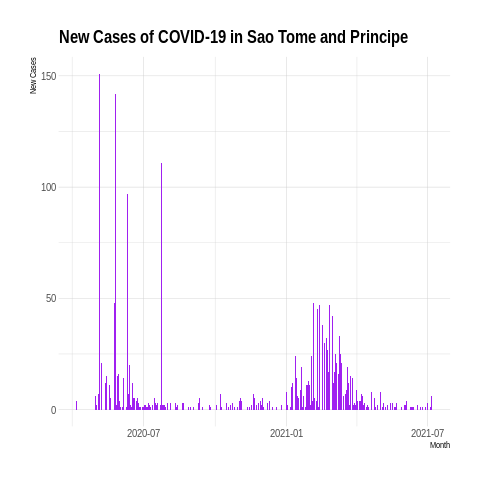 New Cases of COVID-19 in Sao Tome and Principe
New Cases
150
100
50
0
2020-07
2021-01
2021-07
Month